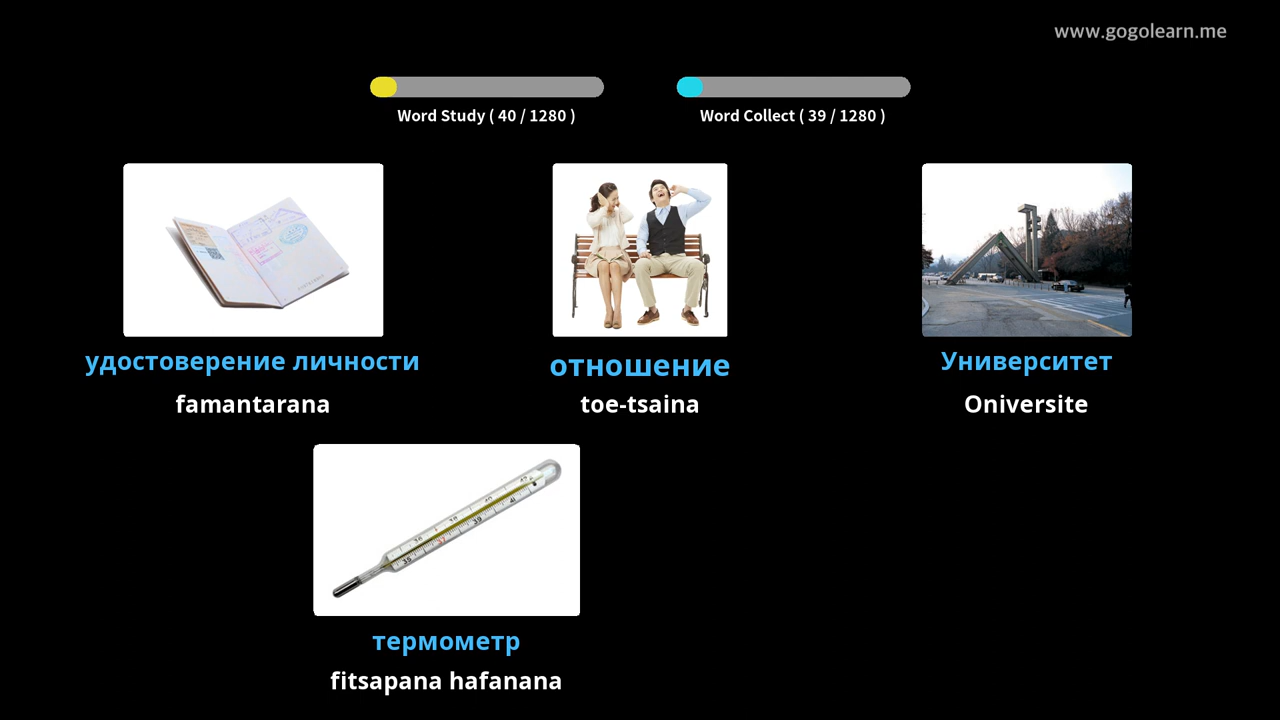 www.gogolearn.me
Word Study ( 40 / 1280 )
Word Collect ( 39 / 1280 )
удостоверение личности
famantarana
отношение
toe-tsaina
Университет
Oniversite
термометр
fitsapana hafanana